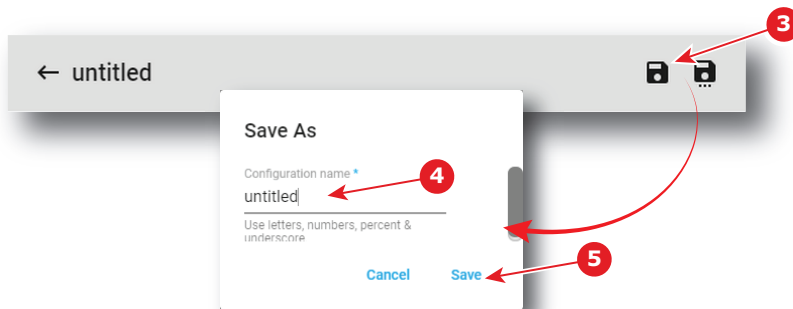 3
← untitled
Save As
Configuration name *
4
untitled
Use letters, numbers, percent &
underscore
5
Cancel Save